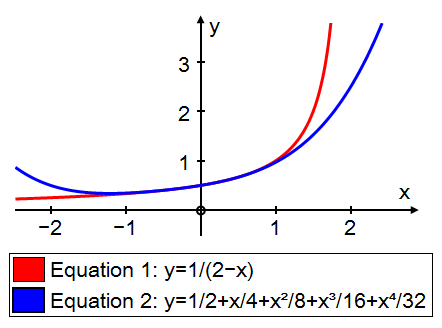 y
3
2
1
x
−2 −1 0 1 2
Equation 1: y=1/(2−x)
Equation 2: y=1/2+x/4+x²/8+x³/16+x⁴/32